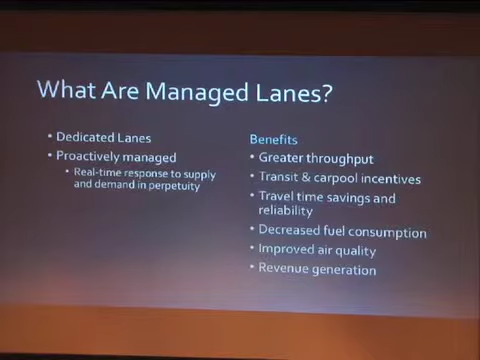 What Are Managed Lanes?
• Dedicated Lanes
• Proactively managed
• Real-time response to supply
and demand in perpetuity
Benefits
• Greater throughput
• Transit & carpool incentives
• Travel time savings and
reliability
• Decreased fuel consumption
• Improved air quality
• Revenue generation